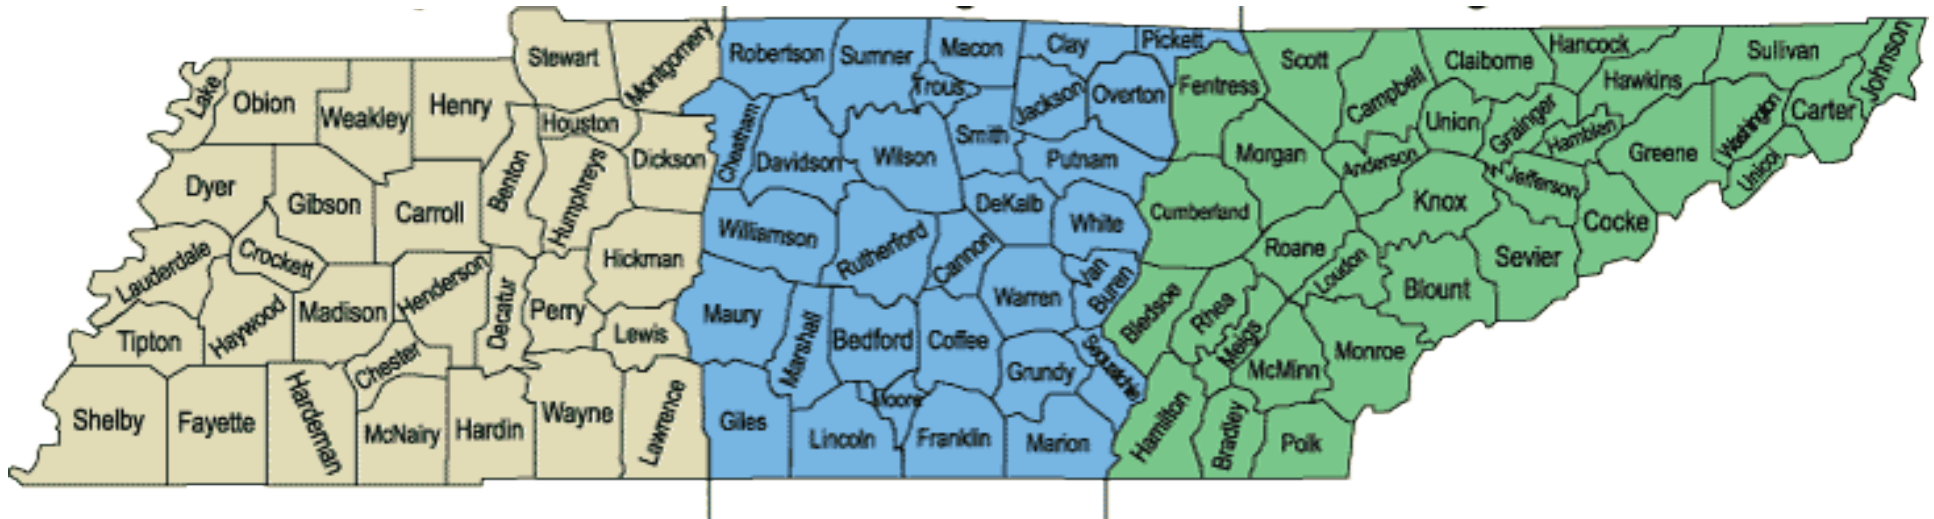 Lake
Obion
Weakley
Henry
Stewart
Montgomery
Houston
Dickson
Benton
Humphreys
Dyer
Gibson
Carroll
Crockett
Lauderdale
Haywood
Madison
Henderson
Decatur
Perry
Hickman
Lewis
Tipton
Chester
Shelby
Fayette
Hardeman
McNairy
Hardin
Wayne
Lawrence
Robertson
Sumner
Macon
Clay
Pickett
Trous
Jackson
Overton
Cheatham
Davidson
Wilson
Smith
Putnam
DeKalb
White
Williamson
Rutherford
Cannon
Warren
Van
Buren
Maury
Marshall
Bedford
Coffee
Grundy
Sequatchie
Giles
Lincoln
Moore
Franklin
Marion
Fentress
Scott
Campbell
Claiborne
Hancock
Hawkins
Sullivan
Johnson
Carter
Washington
Unicoi
Greene
Hamblen
Grainger
Union
Anderson
Morgan
Cumberland
Knox
Jefferson
Cocke
Sevier
Blount
Loudon
Roane
Rhea
Bledsoe
Meigs
McMinn
Monroe
Hamilton
Bradley
Polk